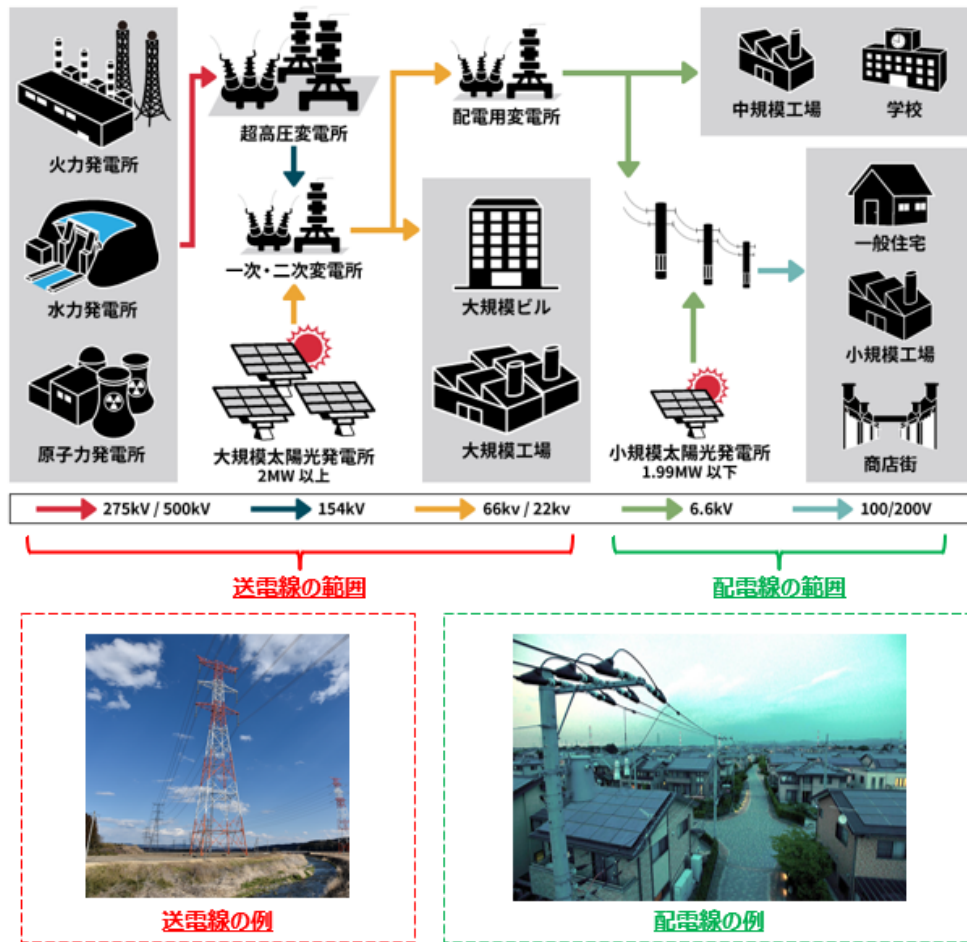 火力発電所
水力発電所
原子力発電所
超高圧変電所
一次・二次変電所
大規模太陽光発電所
2MW 以上
配電用変電所
大規模ビル
大規模工場
中規模工場
学校
小規模太陽光発電所
1.99MW 以下
一般住宅
小規模工場
商店街
275kV / 500kV
154kV
66kv / 22kv
6.6kV
100/200V
送電線の範囲
配電線の範囲
送電線の例
配電線の例